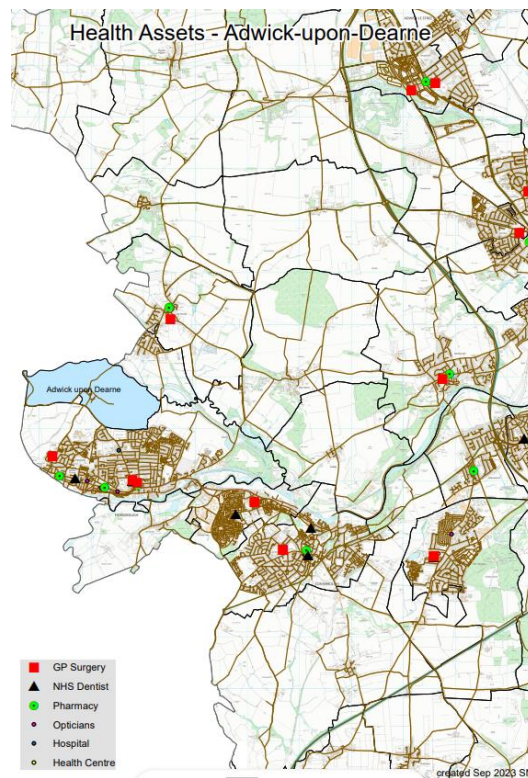 Health Assets - Adwick-upon-Dearne
Adwick upon Dearne
GP Surgery
NHS Dentist
Pharmacy
Opticians
Hospital
Health Centre
created Sep 2023